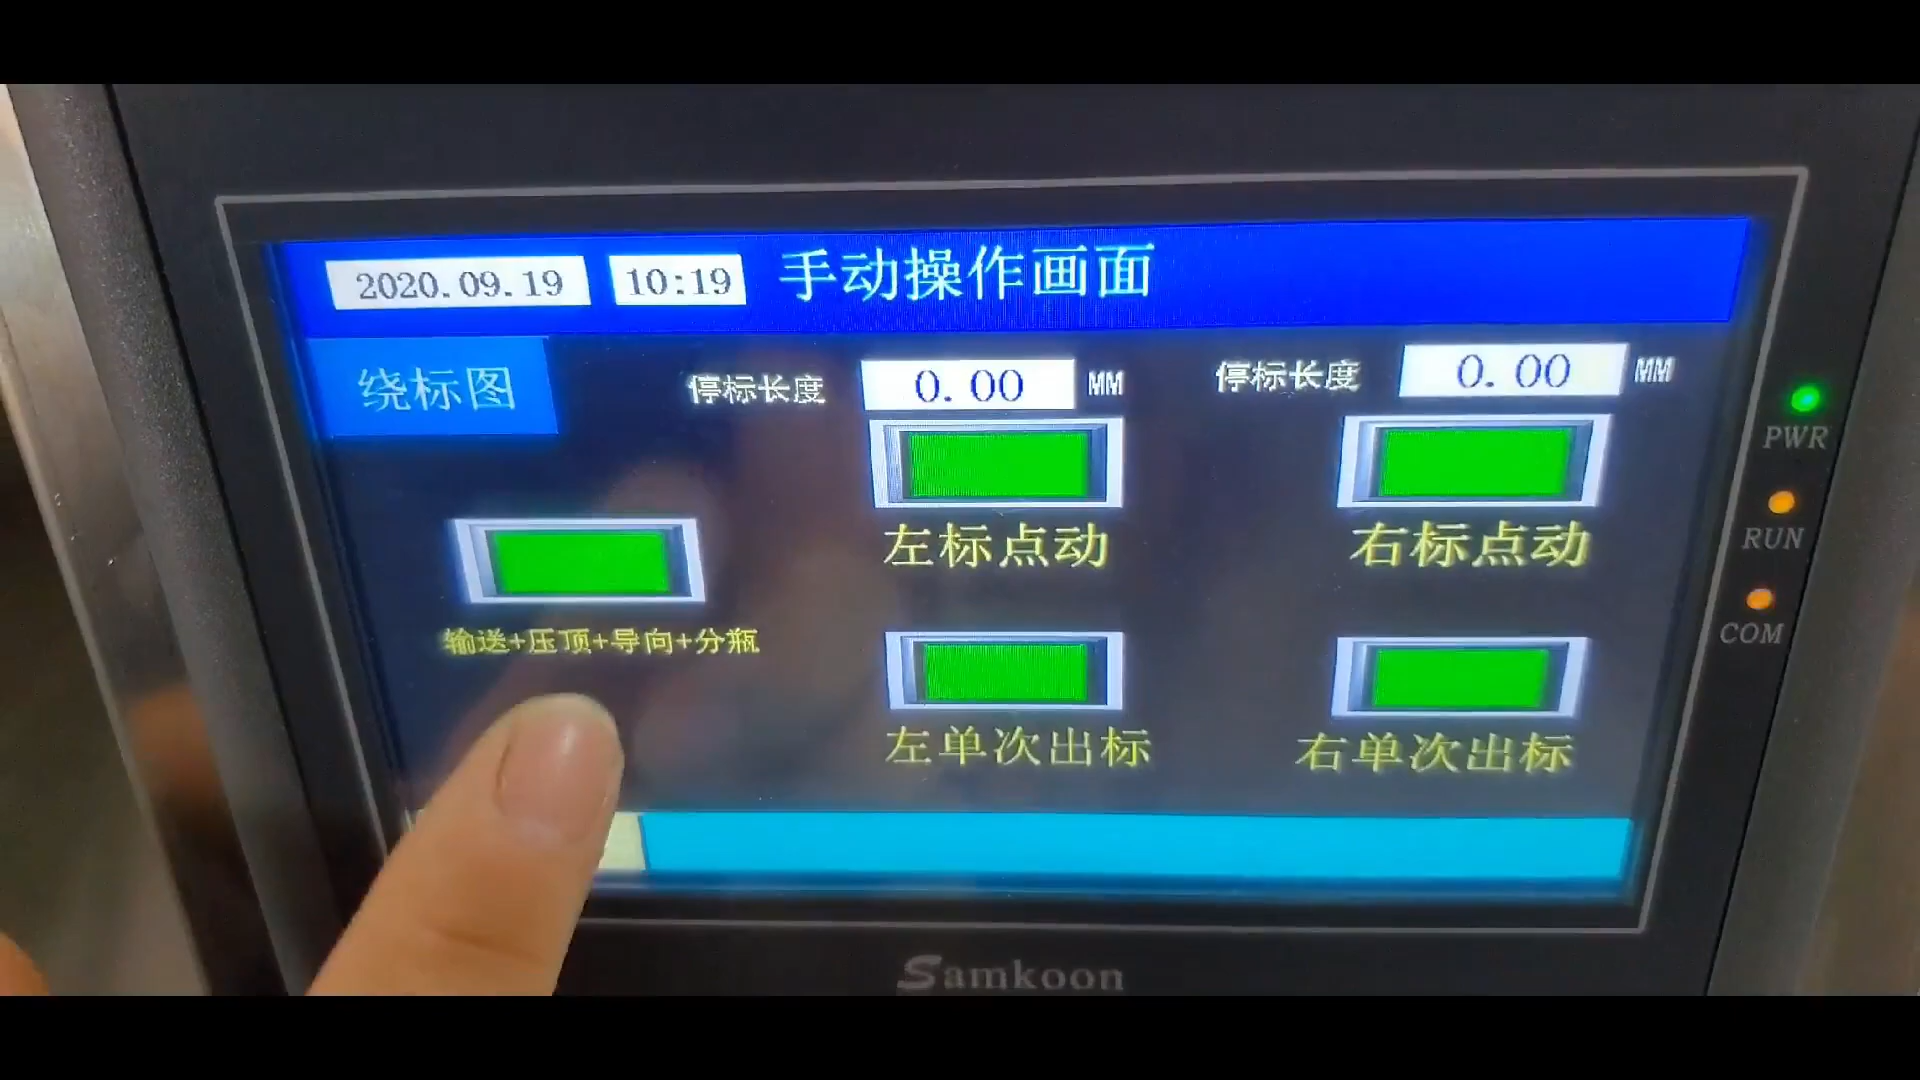 2020.09.19 10:19 手动操作画面
绕标图
停标长度 0.00 MM
停标长度 0.00 MM
左标点动
右标点动
输送+压顶+导向+分瓶
左单次出标
右单次出标
PWR
RUN
COM
Samkoon